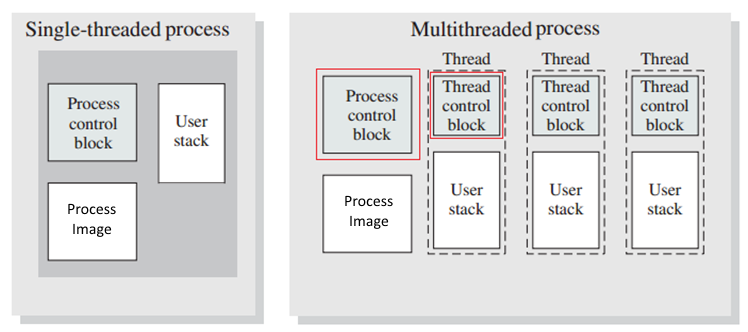 Single-threaded process
Process
control
block
User
stack
Process
Image
Multithreaded process
Process
control
block
Process
Image
Thread
Thread
control
block
User
stack
Thread
Thread
control
block
User
stack
Thread
Thread
control
block
User
stack